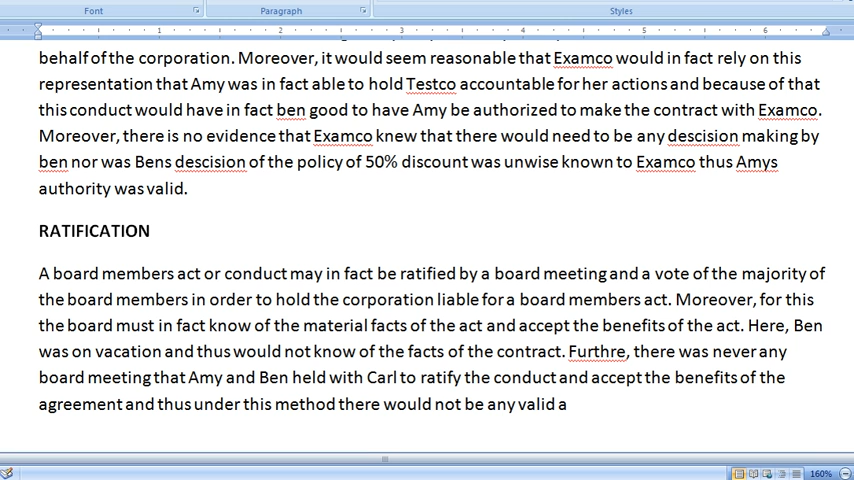 Font Paragraph Styles
1 2 3 4 5 6
behalf of the corporation. Moreover, it would seem reasonable that Examco would in fact rely on this
representation that Amy was in fact able to hold Testco accountable for her actions and because of that
this conduct would have in fact ben good to have Amy be authorized to make the contract with Examco.
Moreover, there is no evidence that Examco knew that there would need to be any descision making by
ben nor was Bens descision of the policy of 50% discount was unwise known to Examco thus Amys
authority was valid.
RATIFICATION
A board members act or conduct may in fact be ratified by a board meeting and a vote of the majority of
the board members in order to hold the corporation liable for a board members act. Moreover, for this
the board must in fact know of the material facts of the act and accept the benefits of the act. Here, Ben
was on vacation and thus would not know of the facts of the contract. Furthre, there was never any
board meeting that Amy and Ben held with Carl to ratify the conduct and accept the benefits of the
agreement and thus under this method there would not be any valid a
160%